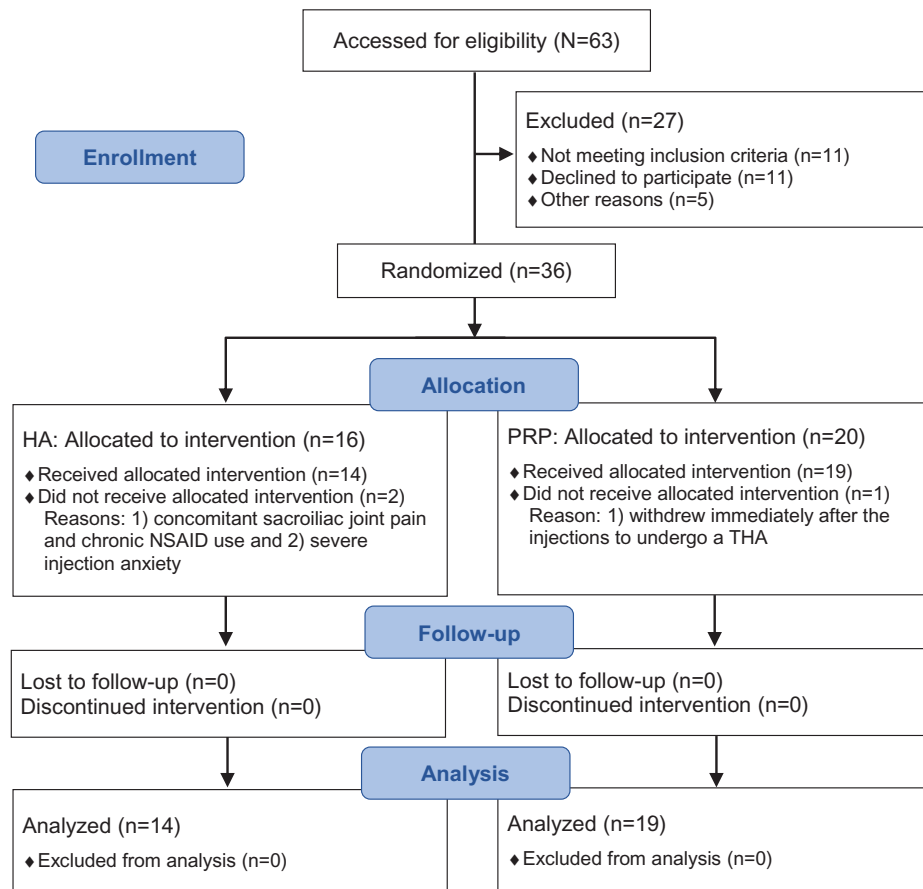 Accessed for eligibility (N=63)
Enrollment
Excluded (n=27)
♦ Not meeting inclusion criteria (n=11)
♦ Declined to participate (n=11)
♦ Other reasons (n=5)
Randomized (n=36)
Allocation
HA: Allocated to intervention (n=16)
♦ Received allocated intervention (n=14)
♦ Did not receive allocated intervention (n=2)
Reasons: 1) concomitant sacroiliac joint pain
and chronic NSAID use and 2) severe
injection anxiety
PRP: Allocated to intervention (n=20)
♦ Received allocated intervention (n=19)
♦ Did not receive allocated intervention (n=1)
Reason: 1) withdrew immediately after the
injections to undergo a THA
Follow-up
Lost to follow-up (n=0)
Discontinued intervention (n=0)
Lost to follow-up (n=0)
Discontinued intervention (n=0)
Analysis
Analyzed (n=14)
♦ Excluded from analysis (n=0)
Analyzed (n=19)
♦ Excluded from analysis (n=0)